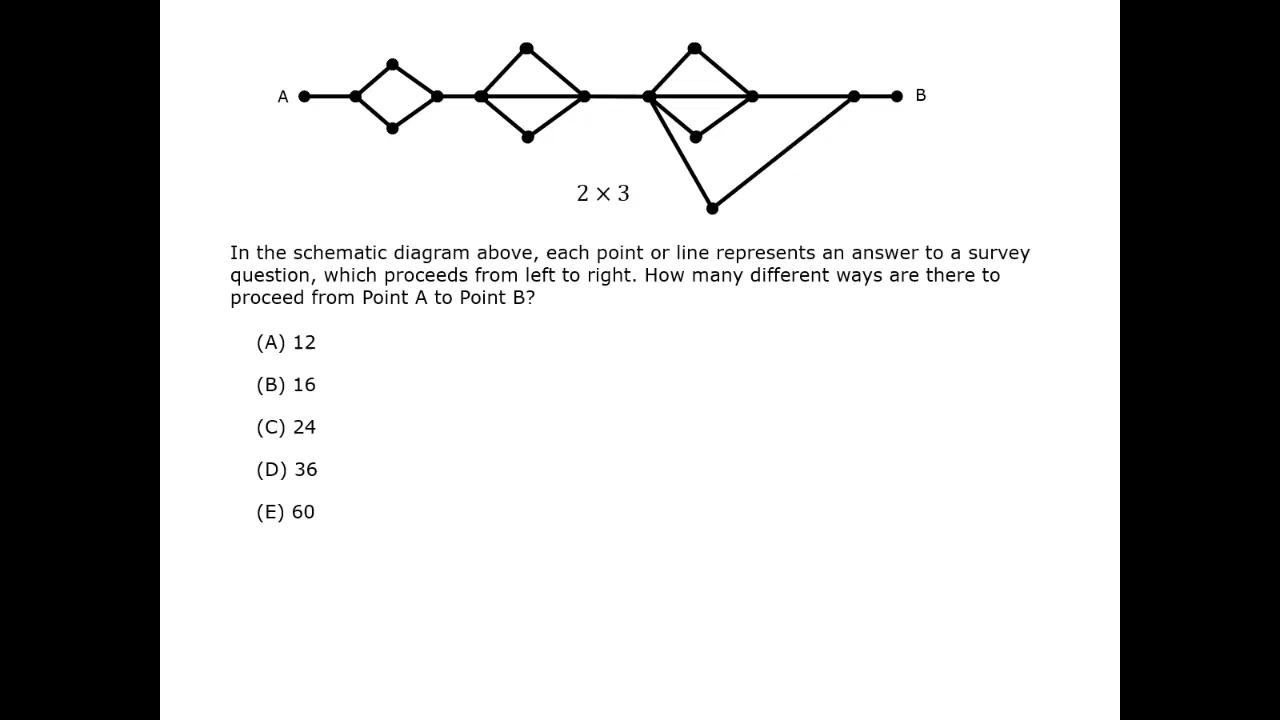 A
B
2 × 3
In the schematic diagram above, each point or line represents an answer to a survey
question, which proceeds from left to right. How many different ways are there to
proceed from Point A to Point B?
(A) 12
(B) 16
(C) 24
(D) 36
(E) 60